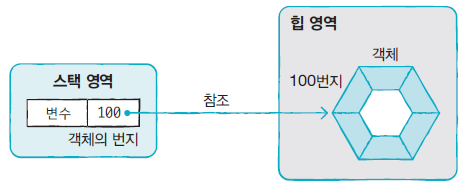 힙 영역
객체
100번지
스택 영역
변수 100
객체의 번지
참조